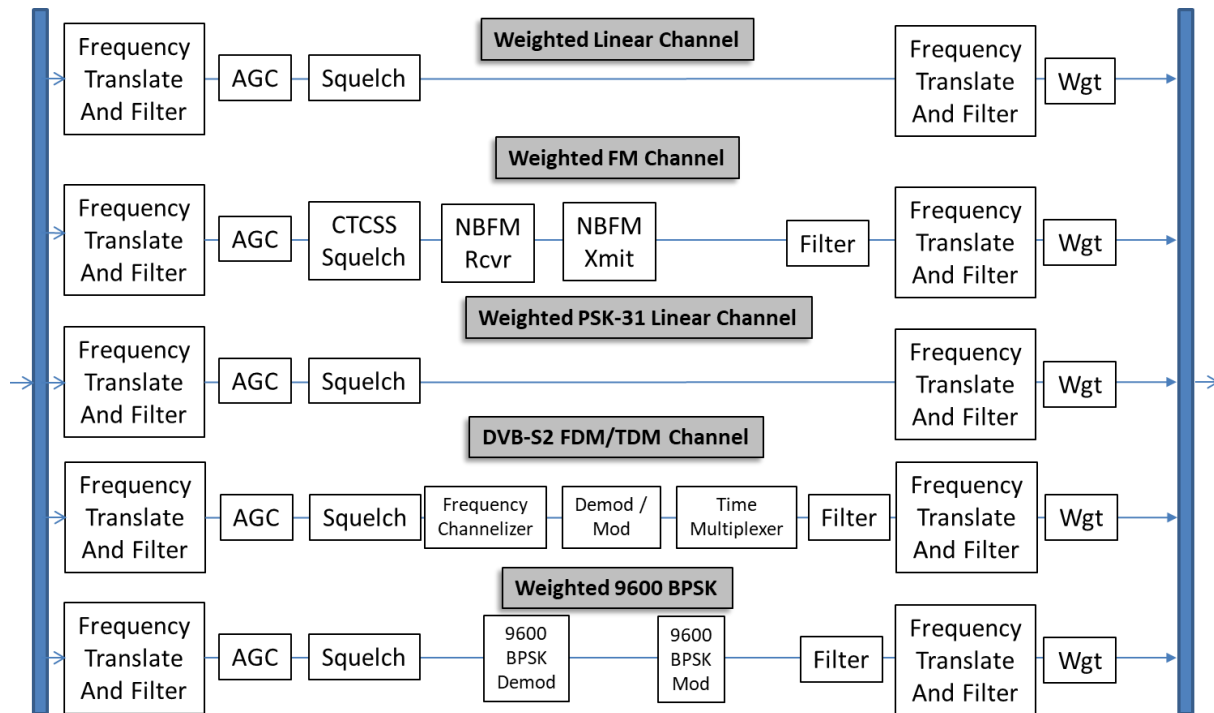 Weighted Linear Channel
Frequency
Translate
And Filter
AGC
Squelch
Frequency
Translate
And Filter
Wgt
Weighted FM Channel
Frequency
Translate
And Filter
AGC
CTCSS
Squelch
NBFM
Rcvr
NBFM
Xmit
Filter
Frequency
Translate
And Filter
Wgt
Weighted PSK-31 Linear Channel
Frequency
Translate
And Filter
AGC
Squelch
Frequency
Translate
And Filter
Wgt
DVB-S2 FDM/TDM Channel
Frequency
Translate
And Filter
AGC
Squelch
Frequency
Channelizer
Demod /
Mod
Time
Multiplexer
Filter
Frequency
Translate
And Filter
Wgt
Weighted 9600 BPSK
Frequency
Translate
And Filter
AGC
Squelch
9600
BPSK
Demod
9600
BPSK
Mod
Filter
Frequency
Translate
And Filter
Wgt